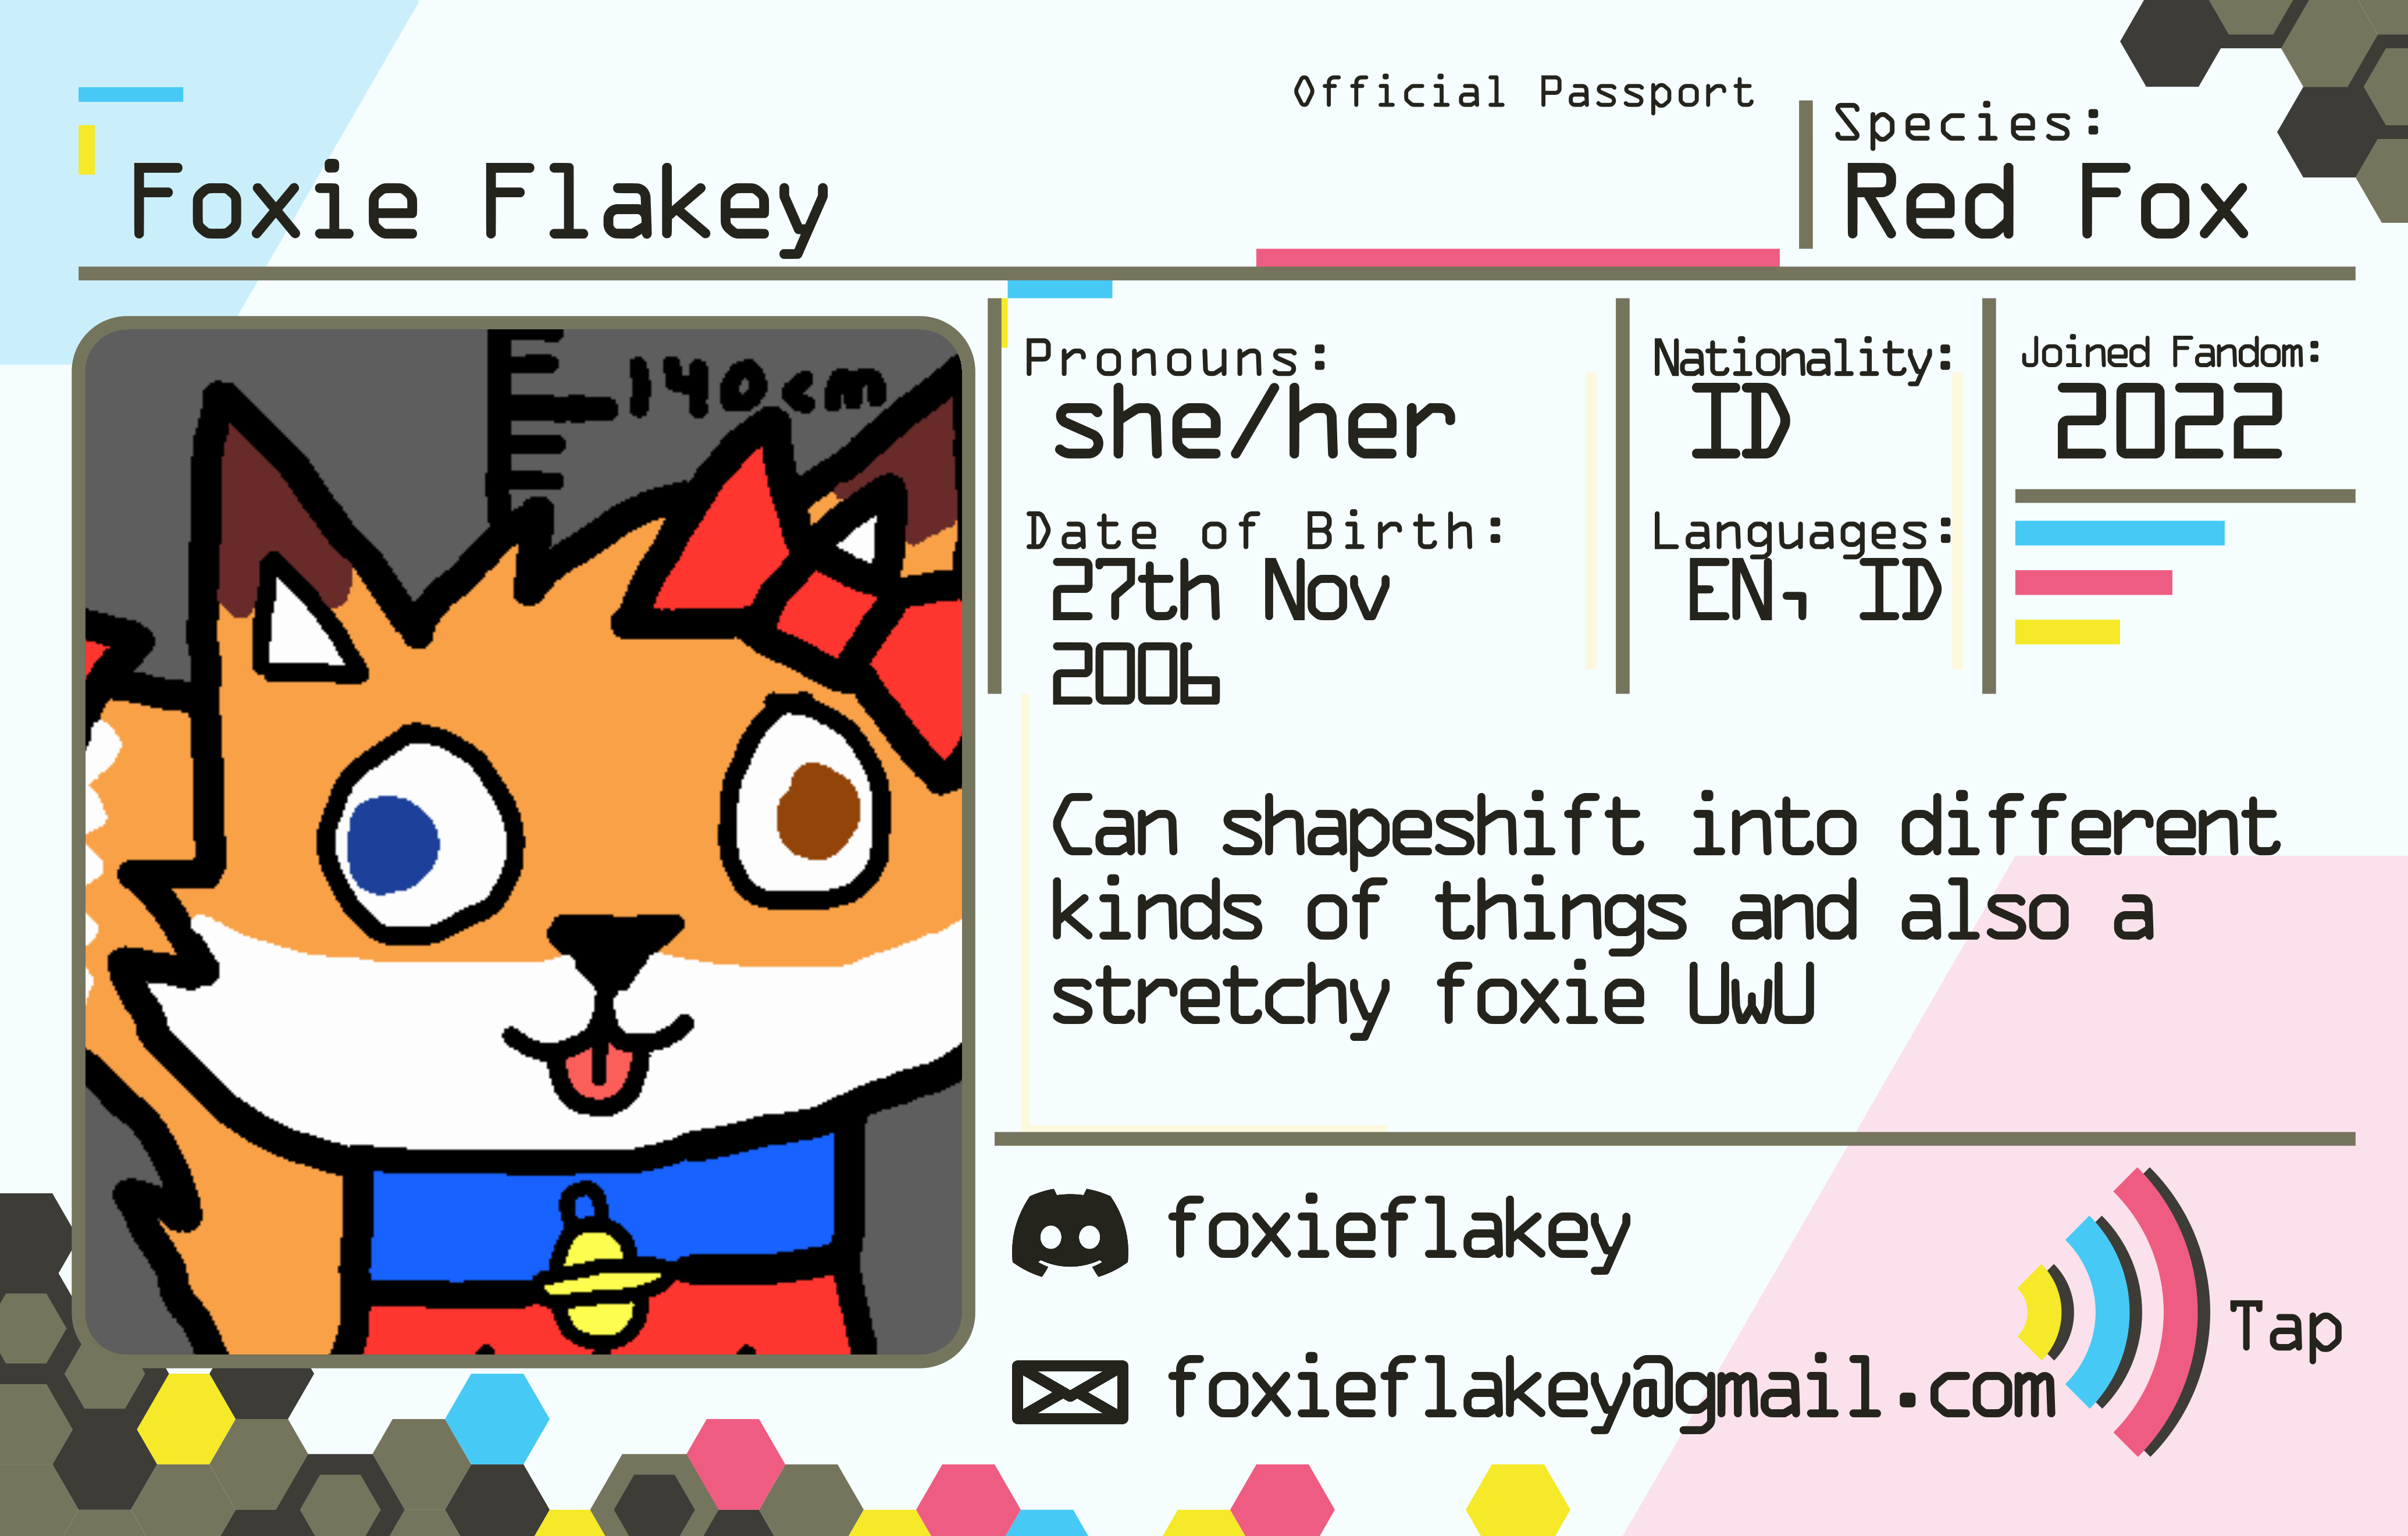 Official Passport
Foxie Flakey
Species:
Red Fox
140cm
Pronouns:
she/her
Nationality:
ID
Joined Fandom:
2022
Date of Birth:
27th Nov
2006
Languages:
EN, ID
Can shapeshift into different
kinds of things and also a
stretchy foxie UwU
foxieflakey
foxieflakey@gmail.com
Tap